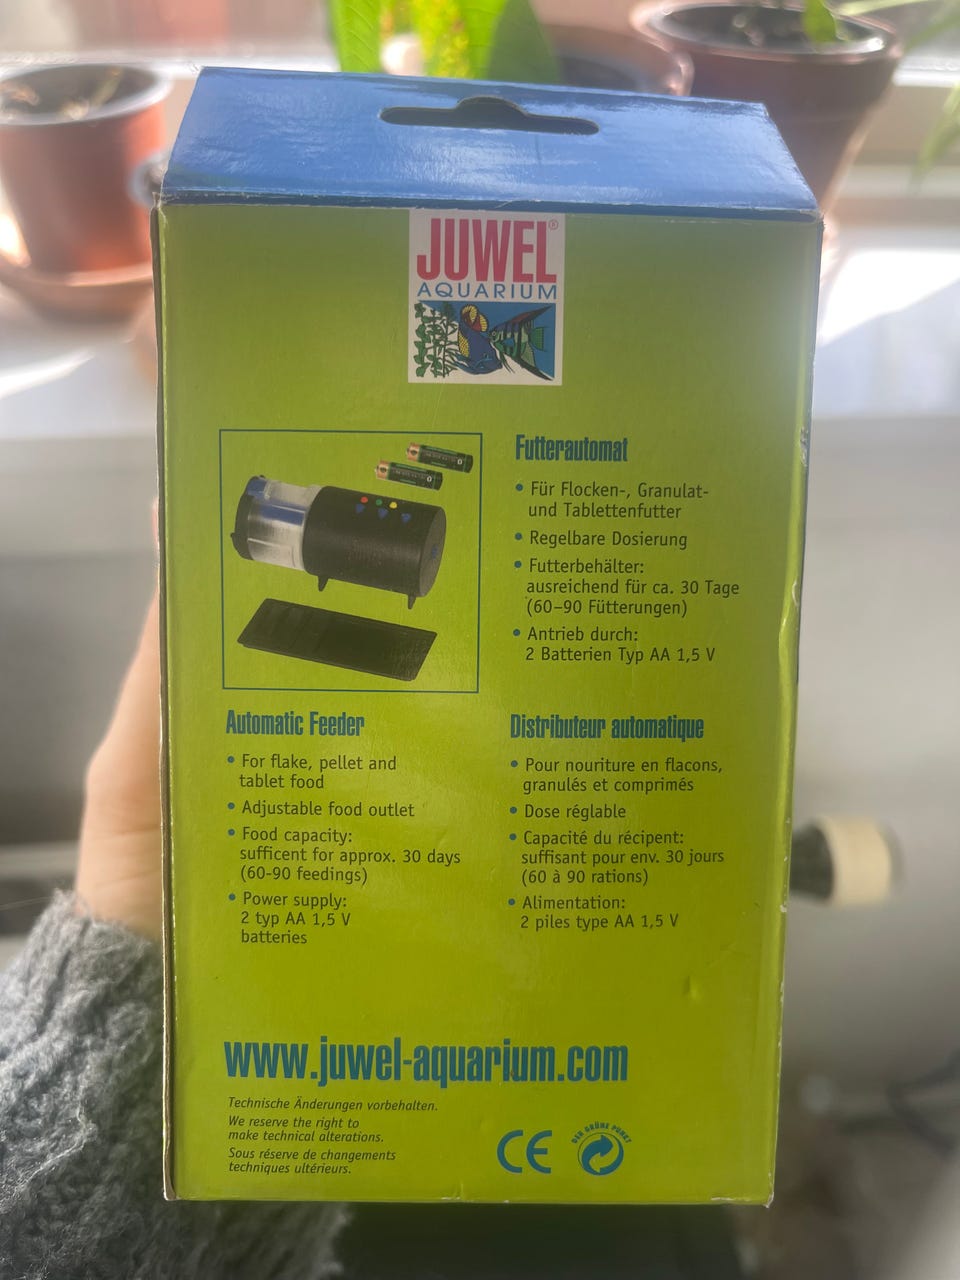 JUWEL®
AQUARIUM
Futterautomat
• Für Flocken-, Granulat-
und Tablettenfutter
• Regelbare Dosierung
• Futterbehälter:
ausreichend für ca. 30 Tage
(60–90 Fütterungen)
• Antrieb durch:
2 Batterien Typ AA 1,5 V
Automatic Feeder
• For flake, pellet and
tablet food
• Adjustable food outlet
• Food capacity:
sufficent for approx. 30 days
(60-90 feedings)
• Power supply:
2 typ AA 1,5 V
batteries
Distributeur automatique
• Pour nouriture en flacons,
granulés et comprimés
• Dose réglable
• Capacité du récipent:
suffisant pour env. 30 jours
(60 à 90 rations)
• Alimentation:
2 piles type AA 1,5 V
www.juwel-aquarium.com
Technische Änderungen vorbehalten.
We reserve the right to
make technical alterations.
Sous réserve de changements
techniques ultérieurs.
CE
DER GRÜNE PUNKT